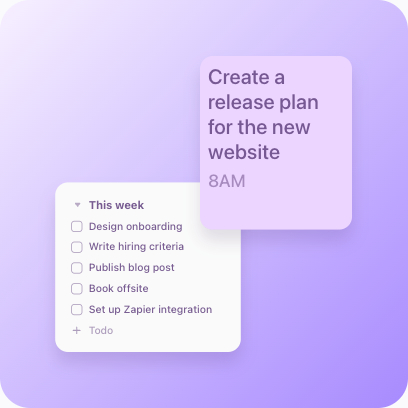 Create a
release plan
for the new
website
8AM
This week
Design onboarding
Write hiring criteria
Publish blog post
Book offsite
Set up Zapier integration
Todo